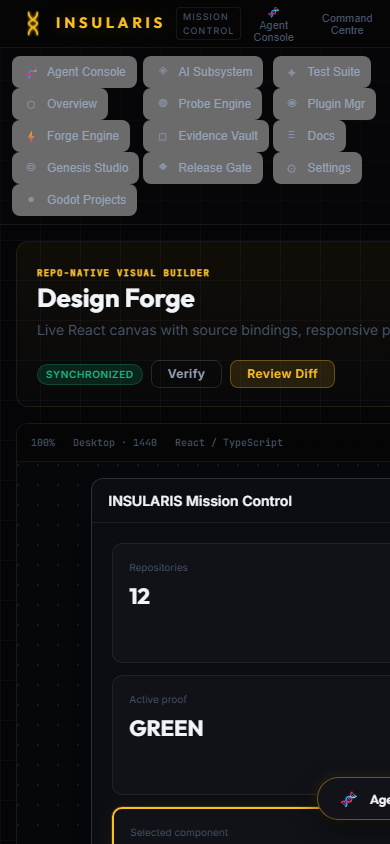 INSULARIS
MISSION
CONTROL
Agent
Console
Command
Centre
Agent Console
AI Subsystem
Test Suite
Overview
Probe Engine
Plugin Mgr
Forge Engine
Evidence Vault
Docs
Genesis Studio
Release Gate
Settings
Godot Projects
REPO-NATIVE VISUAL BUILDER
Design Forge
Live React canvas with source bindings, responsive p
SYNCHRONIZED
Verify
Review Diff
100% Desktop · 1440 React / TypeScript
INSULARIS Mission Control
Repositories
12
Active proof
GREEN
Age
Selected component